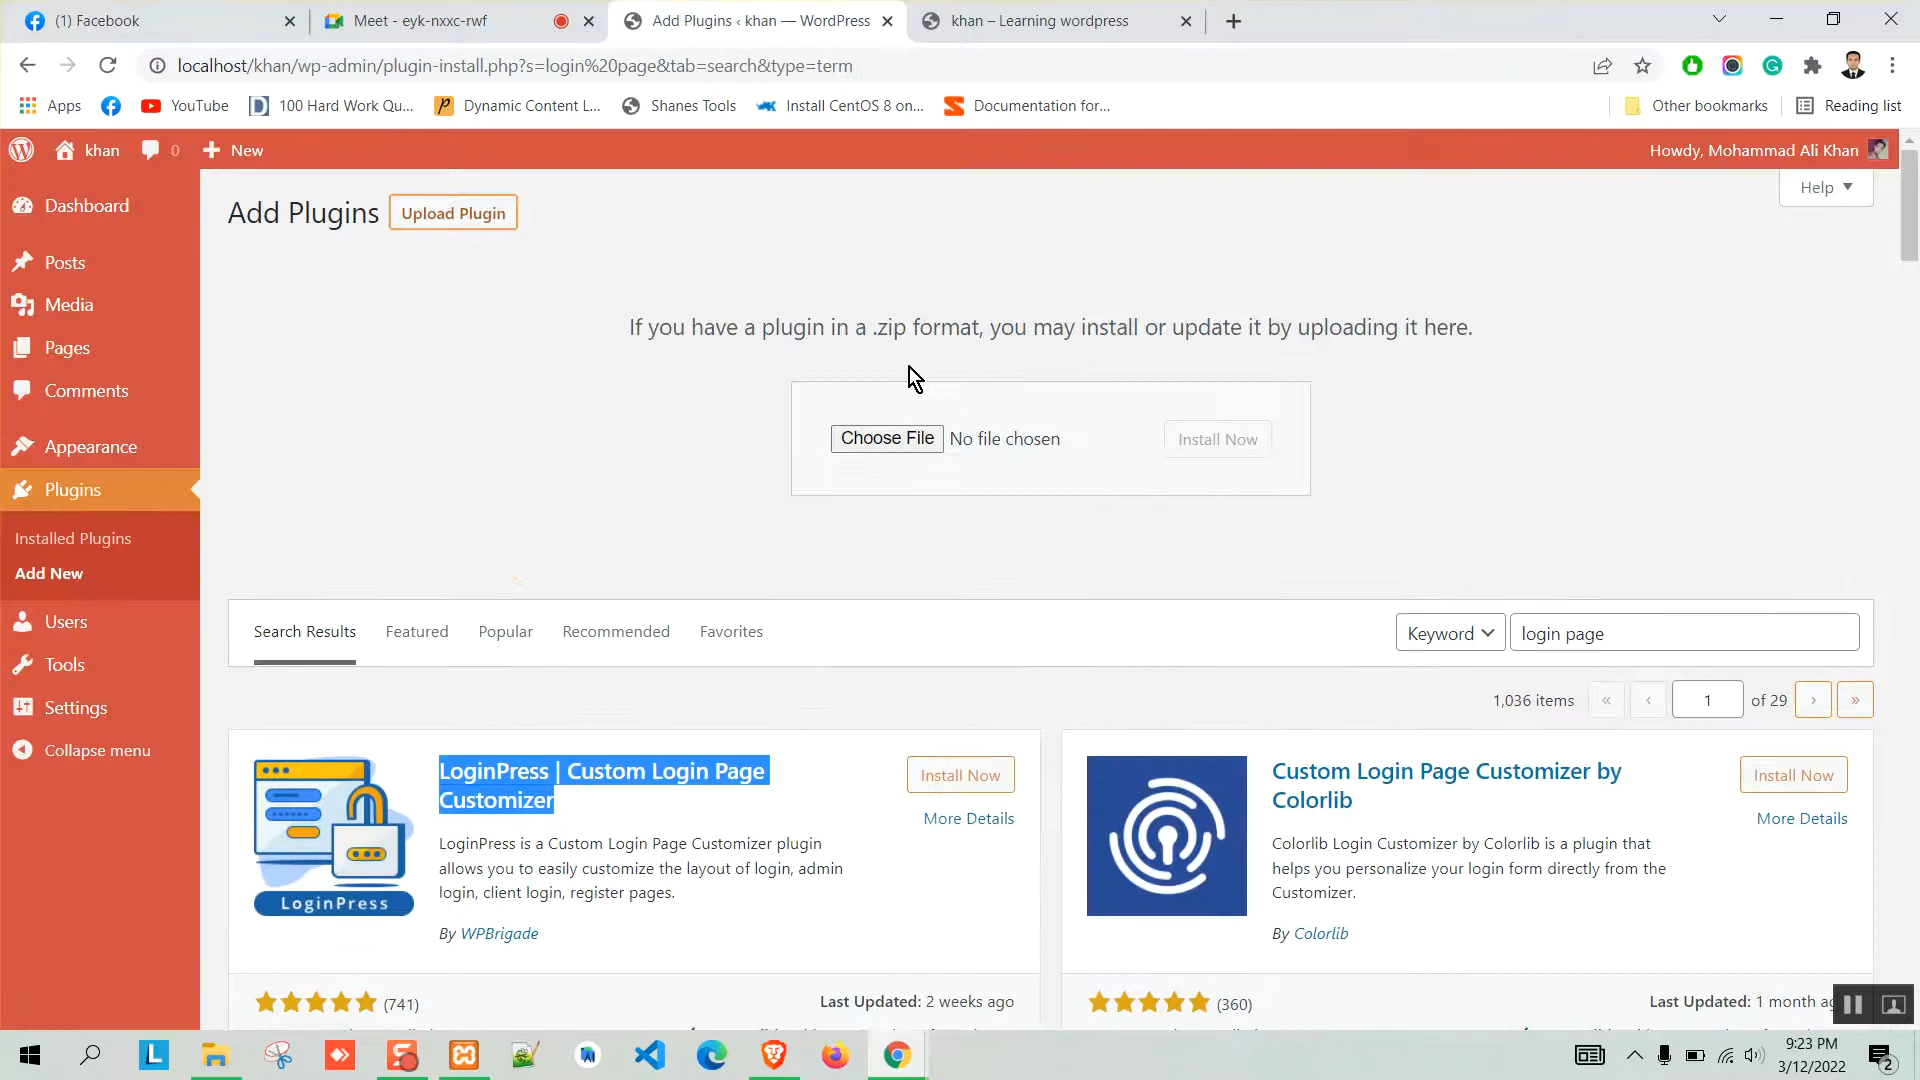 (1) Facebook
Meet - eyk-nxxc-rwf
Add Plugins ‹ khan — WordPress
khan – Learning wordpress
localhost/khan/wp-admin/plugin-install.php?s=login%20page&tab=search&type=term
Apps
YouTube
100 Hard Work Qu...
Dynamic Content L...
Shanes Tools
Install CentOS 8 on...
Documentation for...
Other bookmarks
Reading list
khan
0
New
Howdy, Mohammad Ali Khan
Dashboard
Posts
Media
Pages
Comments
Appearance
Plugins
Installed Plugins
Add New
Users
Tools
Settings
Collapse menu
Add Plugins
Upload Plugin
Help
If you have a plugin in a .zip format, you may install or update it by uploading it here.
Choose File No file chosen
Install Now
Search Results
Featured
Popular
Recommended
Favorites
Keyword
login page
1,036 items
«
‹
1
of 29
›
»
LoginPress
LoginPress | Custom Login Page
Customizer
Install Now
More Details
LoginPress is a Custom Login Page Customizer plugin
allows you to easily customize the layout of login, admin
login, client login, register pages.
By WPBrigade
(741)
Last Updated: 2 weeks ago
Custom Login Page Customizer by
Colorlib
Install Now
More Details
Colorlib Login Customizer by Colorlib is a plugin that
helps you personalize your login form directly from the
Customizer.
By Colorlib
(360)
Last Updated: 1 month
9:23 PM
3/12/2022
2